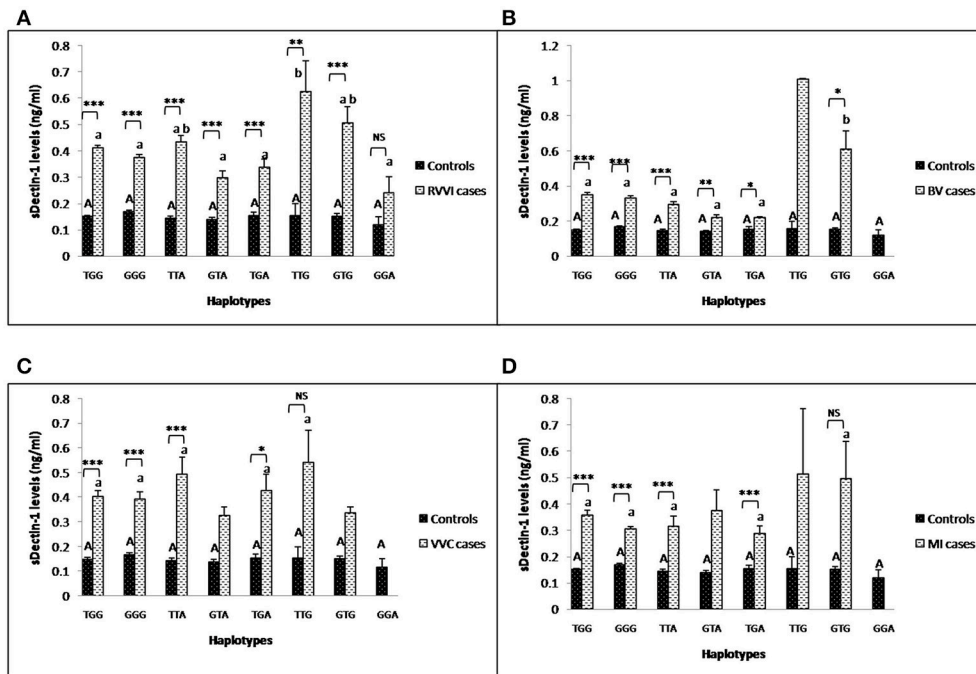 A
sDectin-1 levels (ng/ml)
0.8
0.7
0.6
0.5
0.4
0.3
0.2
0.1
0
*** *** *** *** *** ** *** NS
a a a b a a b a b a
A A A A A A A A
TGG GGG TTA GTA TGA TTG GTG GGA
Haplotypes
Controls
RVVI cases
B
sDectin-1 levels (ng/ml)
1.2
1
0.8
0.6
0.4
0.2
0
*** *** *** ** * *
a a a a a b
A A A A A A A A
TGG GGG TTA GTA TGA TTG GTG GGA
Haplotypes
Controls
BV cases
C
sDectin-1 levels (ng/ml)
0.8
0.7
0.6
0.5
0.4
0.3
0.2
0.1
0
*** *** *** * NS
a a a a a
A A A A A A A A
TGG GGG TTA GTA TGA TTG GTG GGA
Haplotypes
Controls
VVC cases
D
sDectin-1 levels (ng/ml)
0.8
0.7
0.6
0.5
0.4
0.3
0.2
0.1
0
*** *** *** *** NS
a a a a a
A A A A A A A A
TGG GGG TTA GTA TGA TTG GTG GGA
Haplotypes
Controls
MI cases